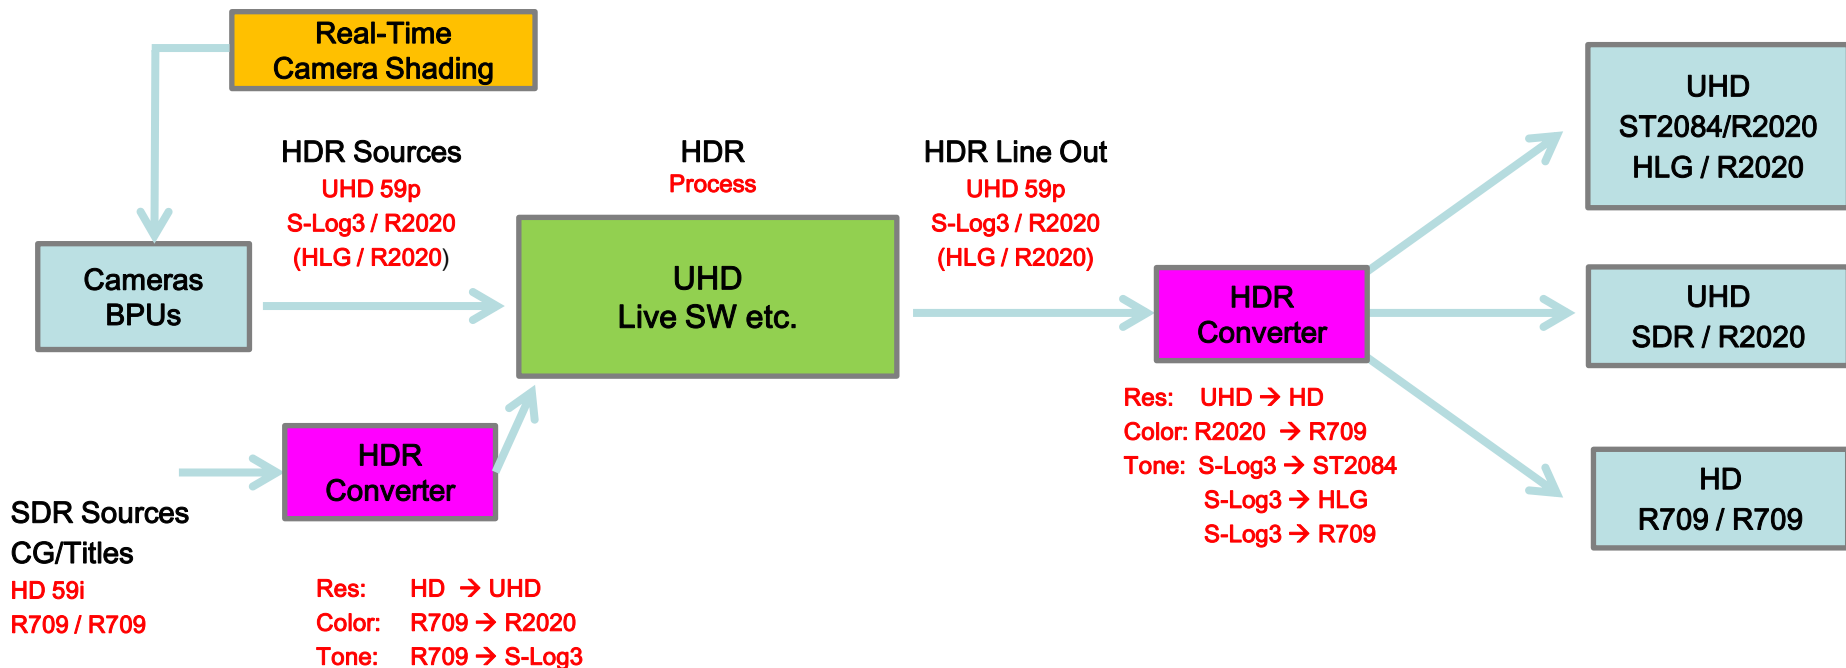 Real-Time
Camera Shading
HDR Sources
UHD 59p
S-Log3 / R2020
(HLG / R2020)
HDR
Process
HDR Line Out
UHD 59p
S-Log3 / R2020
(HLG / R2020)
UHD
ST2084/R2020
HLG / R2020
Cameras
BPUs
UHD
Live SW etc.
HDR
Converter
UHD
SDR / R2020
Res: UHD → HD
Color: R2020 → R709
Tone: S-Log3 → ST2084
S-Log3 → HLG
S-Log3 → R709
HD
R709 / R709
HDR
Converter
SDR Sources
CG/Titles
HD 59i
R709 / R709
Res: HD → UHD
Color: R709 → R2020
Tone: R709 → S-Log3